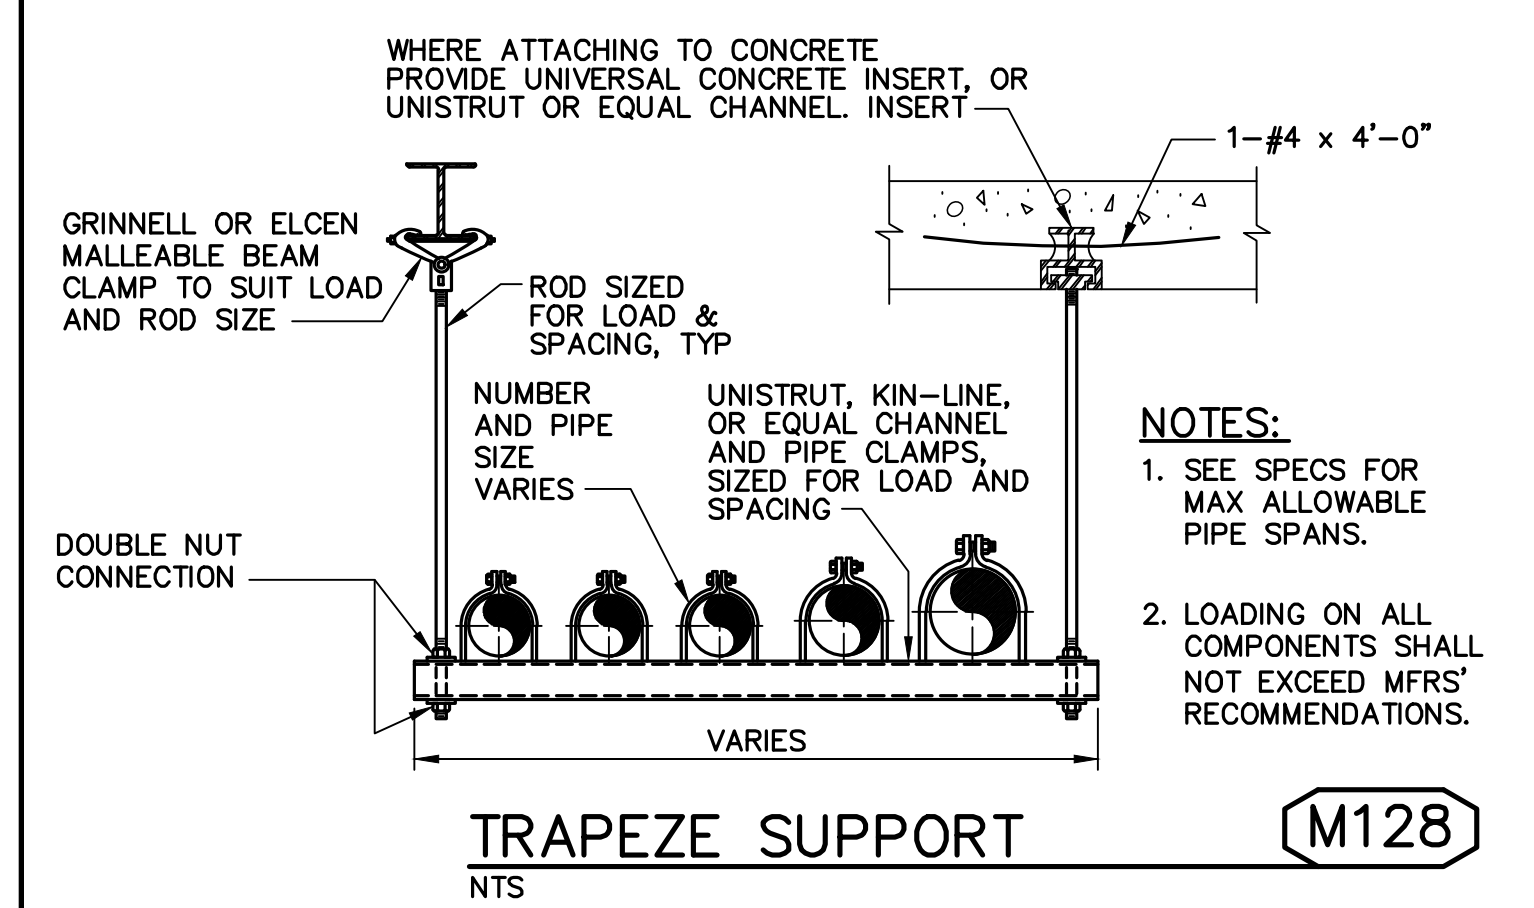 WHERE ATTACHING TO CONCRETE
PROVIDE UNIVERSAL CONCRETE INSERT, OR
UNISTRUT OR EQUAL CHANNEL. INSERT
1-#4 x 4'-0"
GRINNELL OR ELCEN
MALLEABLE BEAM
CLAMP TO SUIT LOAD
AND ROD SIZE
ROD SIZED
FOR LOAD &
SPACING, TYP
NUMBER
AND PIPE
SIZE
VARIES
UNISTRUT, KIN-LINE,
OR EQUAL CHANNEL
AND PIPE CLAMPS,
SIZED FOR LOAD AND
SPACING
DOUBLE NUT
CONNECTION
NOTES:
1. SEE SPECS FOR
MAX ALLOWABLE
PIPE SPANS.
2. LOADING ON ALL
COMPONENTS SHALL
NOT EXCEED MFRS'
RECOMMENDATIONS.
VARIES
TRAPEZE SUPPORT
M128
NTS